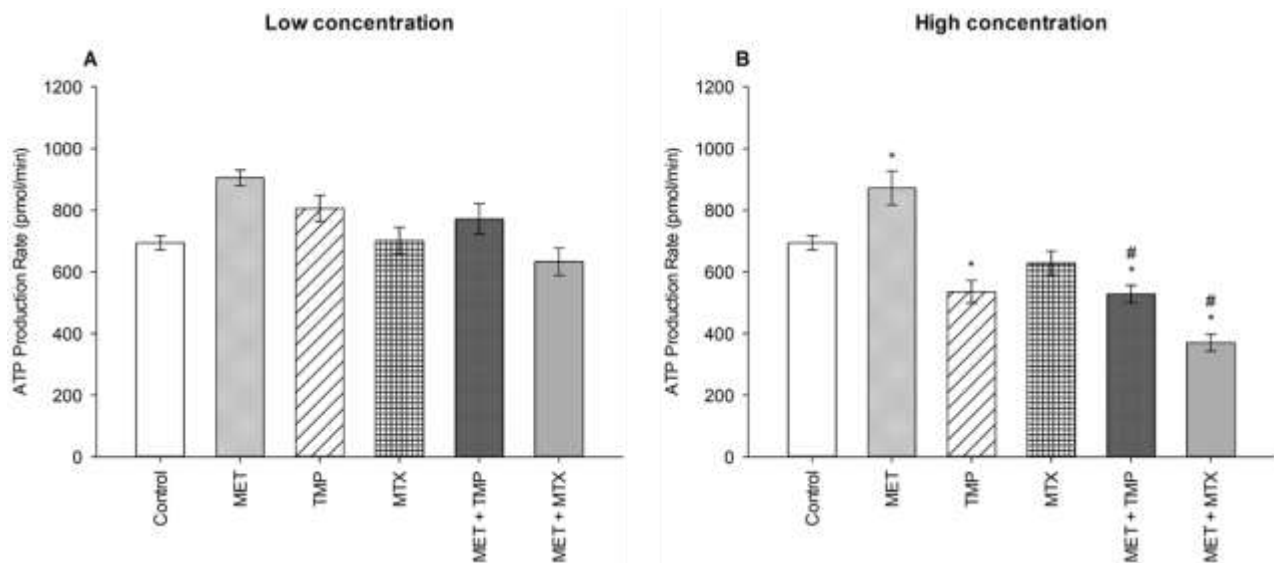 Low concentration
A
ATP Production Rate (pmol/min)
1200
1000
800
600
400
200
0
Control
MET
TMP
MTX
MET + TMP
MET + MTX
High concentration
B
ATP Production Rate (pmol/min)
1200
1000
800
600
400
200
0
*
*
#
*
#
*
Control
MET
TMP
MTX
MET + TMP
MET + MTX